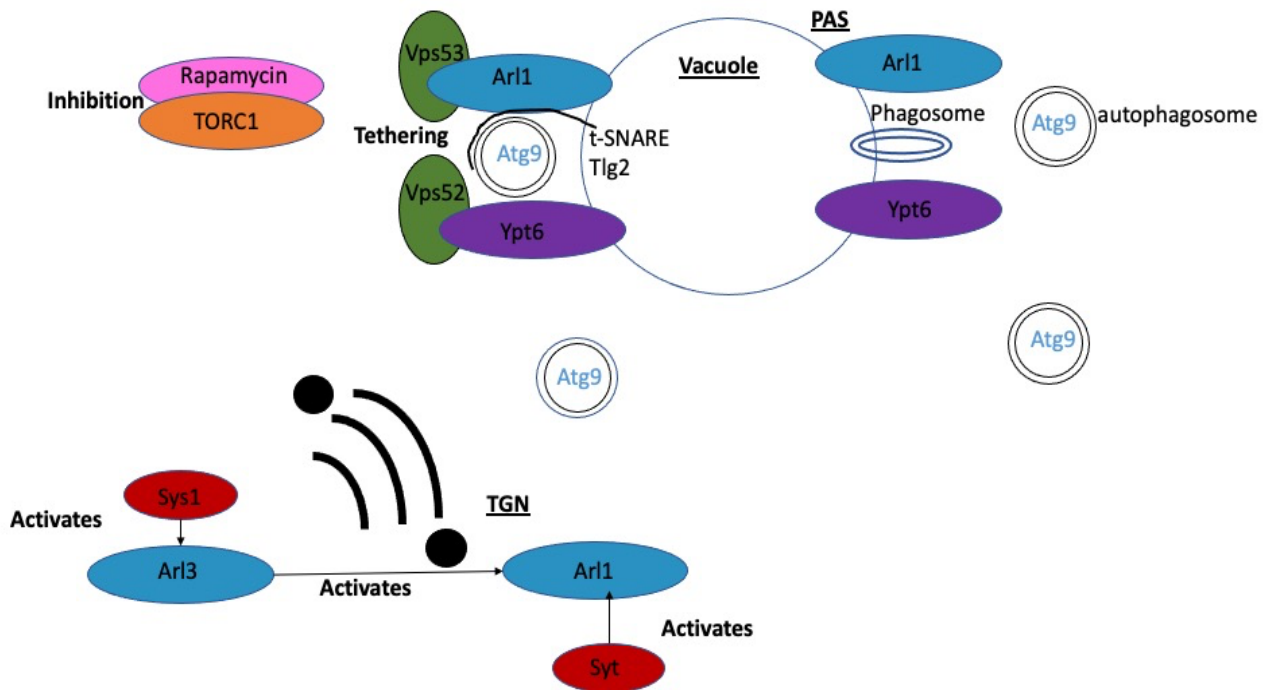 PAS
Vps53
Arl1
Vacuole
Arl1
Rapamycin
Inhibition
TORC1
Phagosome
Atg9
autophagosome
Tethering
Atg9
t-SNARE
Tlg2
Vps52
Ypt6
Ypt6
Atg9
Atg9
Sys1
TGN
Activates
Arl3
Activates
Arl1
Activates
Syt